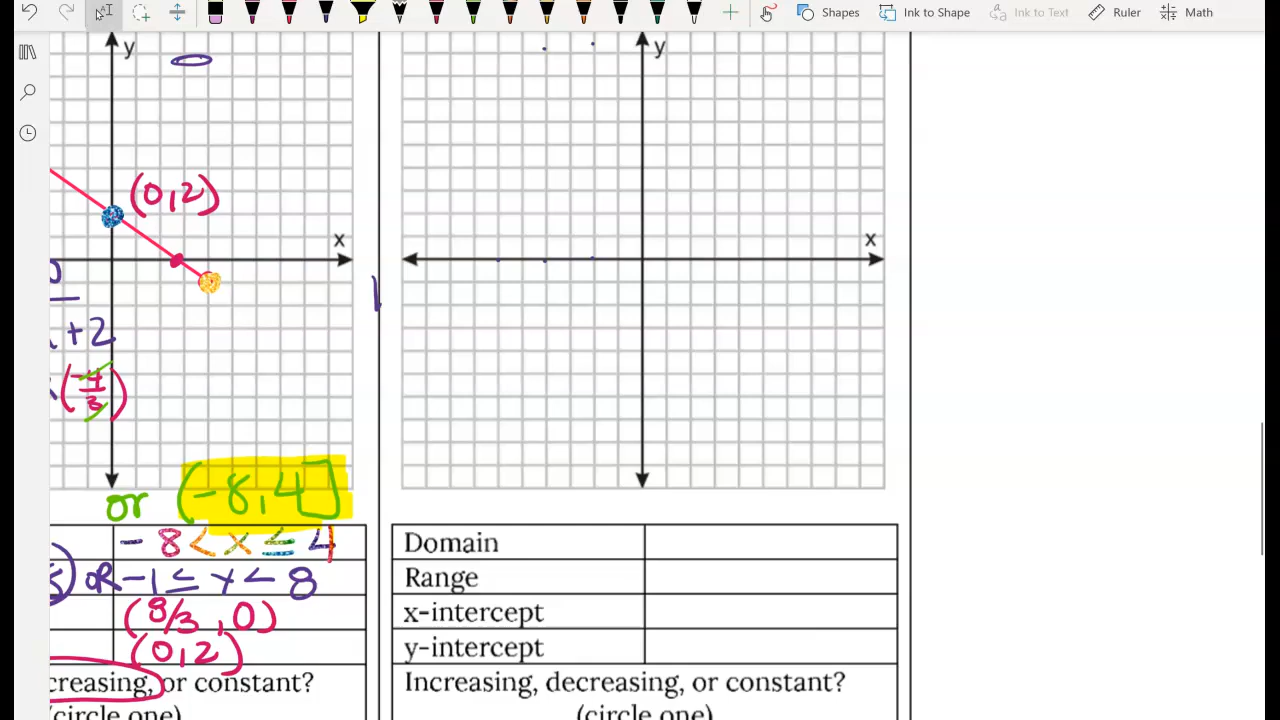 Shapes Ink to Shape Ink to Text Ruler Math
y
(0,2)
x
+2
(-4/3)
or (-8,4]
-8 < x ≤ 4
OR -1 ≤ y < 8
(8/3,0)
(0,2)
creasing, or constant?
(circle one)
y
x
Domain
Range
x-intercept
y-intercept
Increasing, decreasing, or constant?
(circle one)